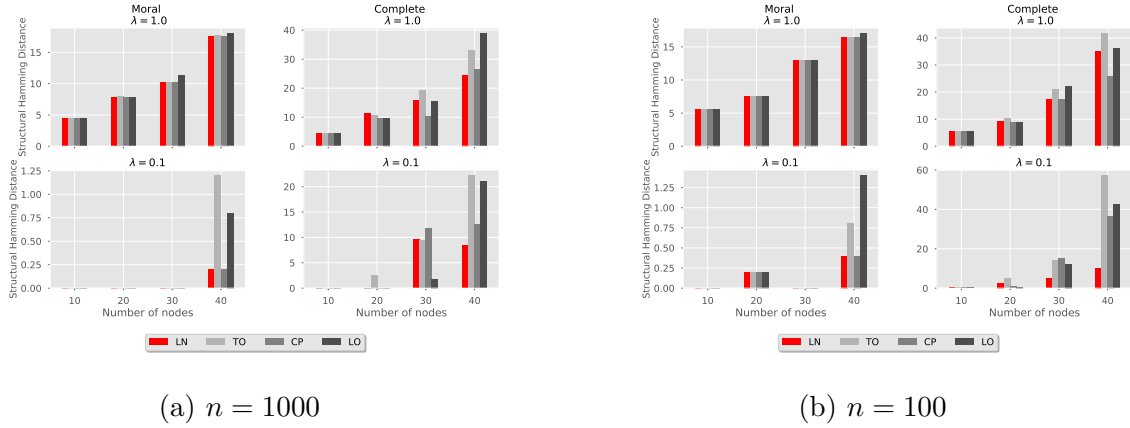 Moral
λ = 1.0
Complete
λ = 1.0
Structural Hamming Distance
15
10
5
0
40
30
20
10
0
λ = 0.1
λ = 0.1
Structural Hamming Distance
1.25
1.00
0.75
0.50
0.25
0.00
20
15
10
5
0
10 20 30 40
10 20 30 40
Number of nodes
Number of nodes
LN TO CP LO
(a) n = 1000
Moral
λ = 1.0
Complete
λ = 1.0
Structural Hamming Distance
15
10
5
0
40
30
20
10
0
λ = 0.1
λ = 0.1
Structural Hamming Distance
1.25
1.00
0.75
0.50
0.25
0.00
60
40
20
0
10 20 30 40
10 20 30 40
Number of nodes
Number of nodes
LN TO CP LO
(b) n = 100